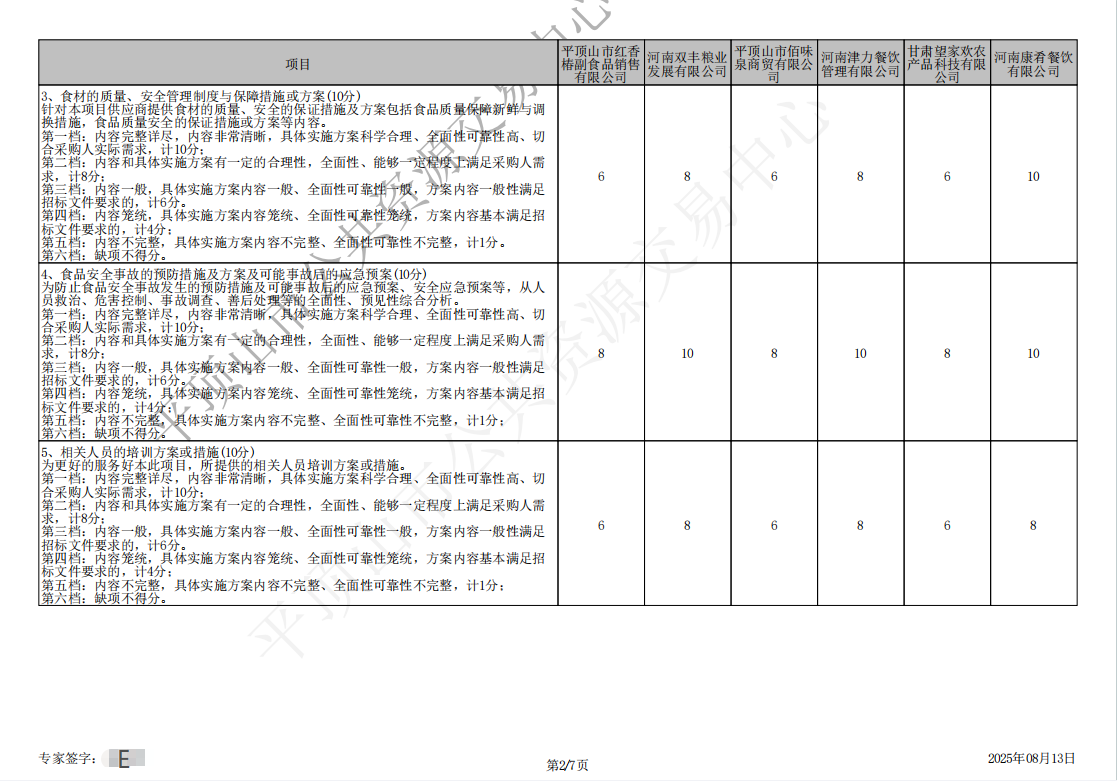 项目
平顶山市红香
椿副食品销售
有限公司
河南双丰粮业
发展有限公司
平顶山市佰味
泉商贸有限公
司
河南津力餐饮
管理有限公司
甘肃望家欢农
产品科技有限
公司
河南康肴餐饮
有限公司
3、食材的质量、安全管理制度与保障措施或方案(10分)
针对本项目供应商提供食材的质量、安全的保证措施及方案包括食品质量保障新鲜与调
换措施，食品质量安全的保证措施或方案等内容。
第一档：内容完整详尽，内容非常清晰，具体实施方案科学合理、全面性可靠性高、切
合采购人实际需求，计10分；
第二档：内容和具体实施方案有一定的合理性，全面性、能够一定程度上满足采购人需
求，计8分；
第三档：内容一般，具体实施方案内容一般、全面性可靠性一般，方案内容一般性满足
招标文件要求的，计6分。
第四档：内容笼统，具体实施方案内容笼统、全面性可靠性笼统，方案内容基本满足招
标文件要求的，计4分；
第五档：内容不完整，具体实施方案内容不完整、全面性可靠性不完整，计1分。
第六档：缺项不得分。
6
8
6
8
6
10
4、食品安全事故的预防措施及方案及可能事故后的应急预案(10分)
为防止食品安全事故发生的预防措施及可能事故后的应急预案、安全应急预案等，从人
员救治、危害控制、事故调查、善后处理等的全面性、预见性综合分析。
第一档：内容完整详尽，内容非常清晰，具体实施方案科学合理、全面性可靠性高、切
合采购人实际需求，计10分；
第二档：内容和具体实施方案有一定的合理性，全面性、能够一定程度上满足采购人需
求，计8分；
第三档：内容一般，具体实施方案内容一般、全面性可靠性一般，方案内容一般性满足
招标文件要求的，计6分。
第四档：内容笼统，具体实施方案内容笼统、全面性可靠性笼统，方案内容基本满足招
标文件要求的，计4分；
第五档：内容不完整，具体实施方案内容不完整、全面性可靠性不完整，计1分；
第六档：缺项不得分。
8
10
8
10
8
10
5、相关人员的培训方案或措施(10分)
为更好的服务好本此项目，所提供的相关人员培训方案或措施。
第一档：内容完整详尽，内容非常清晰，具体实施方案科学合理、全面性可靠性高、切
合采购人实际需求，计10分；
第二档：内容和具体实施方案有一定的合理性，全面性、能够一定程度上满足采购人需
求，计8分；
第三档：内容一般，具体实施方案内容一般、全面性可靠性一般，方案内容一般性满足
招标文件要求的，计6分。
第四档：内容笼统，具体实施方案内容笼统、全面性可靠性笼统，方案内容基本满足招
标文件要求的，计4分；
第五档：内容不完整，具体实施方案内容不完整、全面性可靠性不完整，计1分；
第六档：缺项不得分。
6
8
6
8
6
8
平顶山市公共资源交易中心
平顶山市公共资源交易中心
专家签字：
E
第2/7页
2025年08月13日